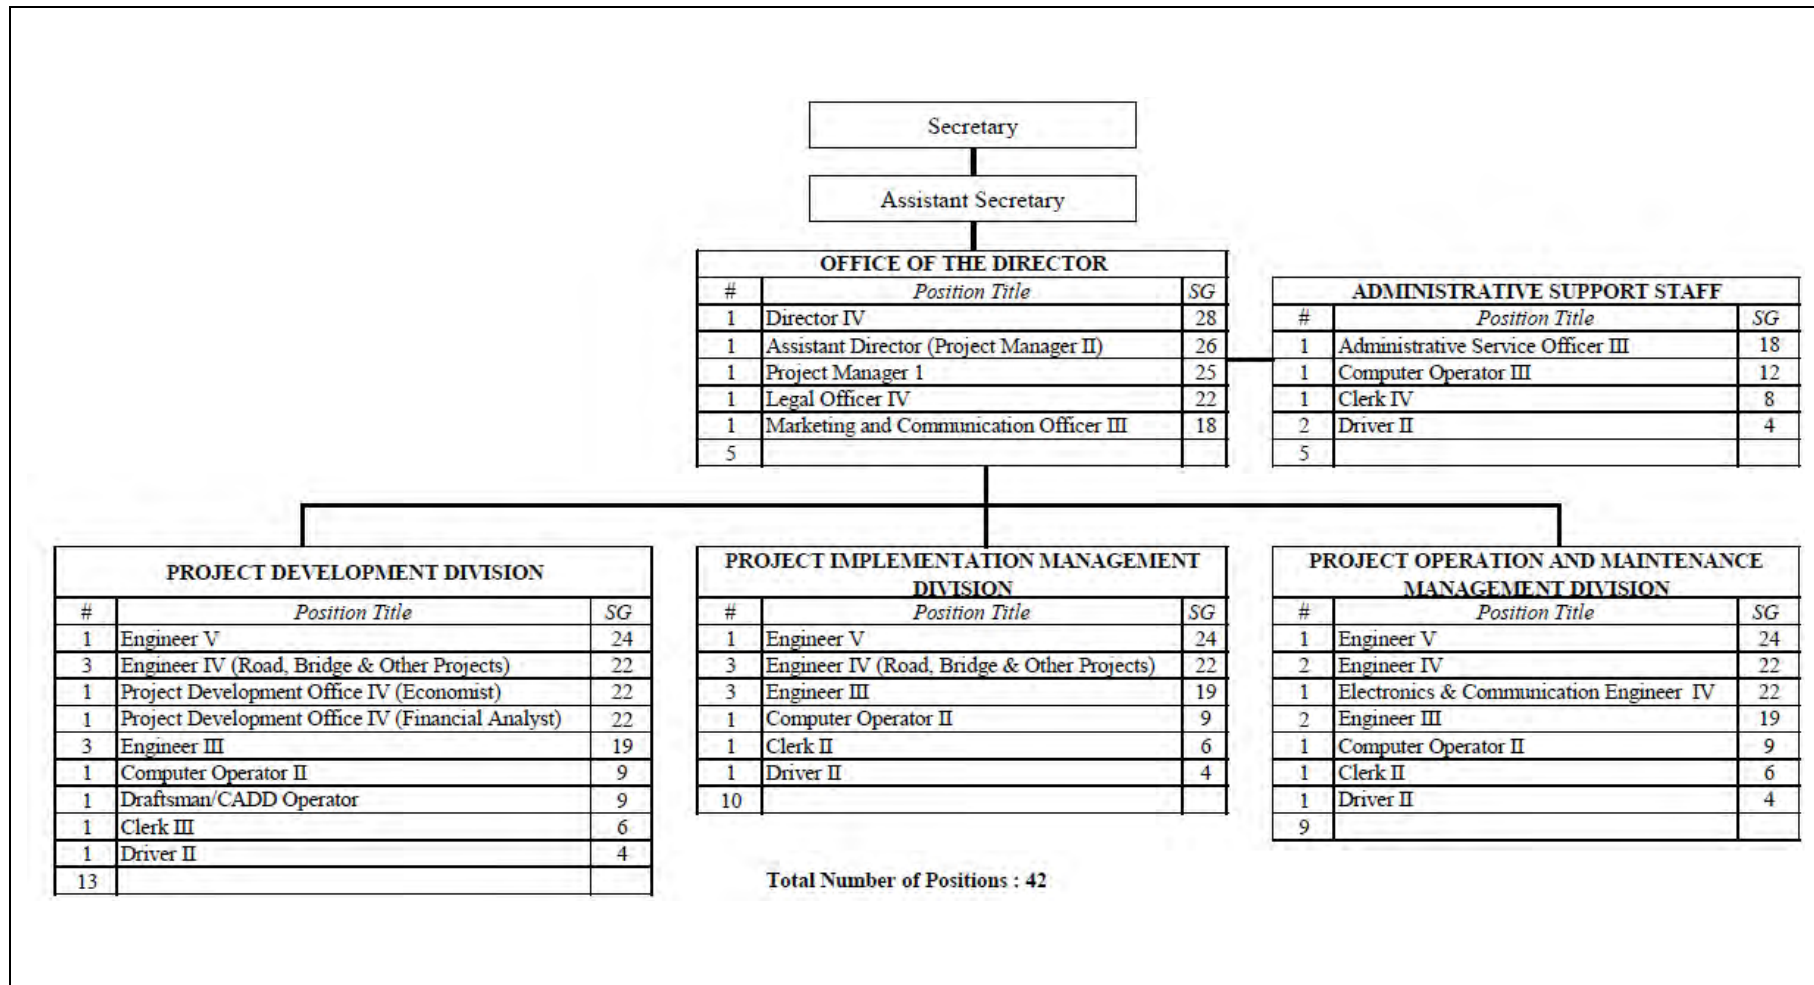 Secretary
Assistant Secretary
OFFICE OF THE DIRECTOR
# Position Title SG
1 Director IV 28
1 Assistant Director (Project Manager II) 26
1 Project Manager 1 25
1 Legal Officer IV 22
1 Marketing and Communication Officer III 18
5
ADMINISTRATIVE SUPPORT STAFF
# Position Title SG
1 Administrative Service Officer III 18
1 Computer Operator III 12
1 Clerk IV 8
2 Driver II 4
5
PROJECT DEVELOPMENT DIVISION
# Position Title SG
1 Engineer V 24
3 Engineer IV (Road, Bridge & Other Projects) 22
1 Project Development Office IV (Economist) 22
1 Project Development Office IV (Financial Analyst) 22
3 Engineer III 19
1 Computer Operator II 9
1 Draftsman/CADD Operator 9
1 Clerk III 6
1 Driver II 4
13
PROJECT IMPLEMENTATION MANAGEMENT
DIVISION
# Position Title SG
1 Engineer V 24
3 Engineer IV (Road, Bridge & Other Projects) 22
3 Engineer III 19
1 Computer Operator II 9
1 Clerk II 6
1 Driver II 4
10
PROJECT OPERATION AND MAINTENANCE
MANAGEMENT DIVISION
# Position Title SG
1 Engineer V 24
2 Engineer IV 22
1 Electronics & Communication Engineer IV 22
2 Engineer III 19
1 Computer Operator II 9
1 Clerk II 6
1 Driver II 4
9
Total Number of Positions : 42